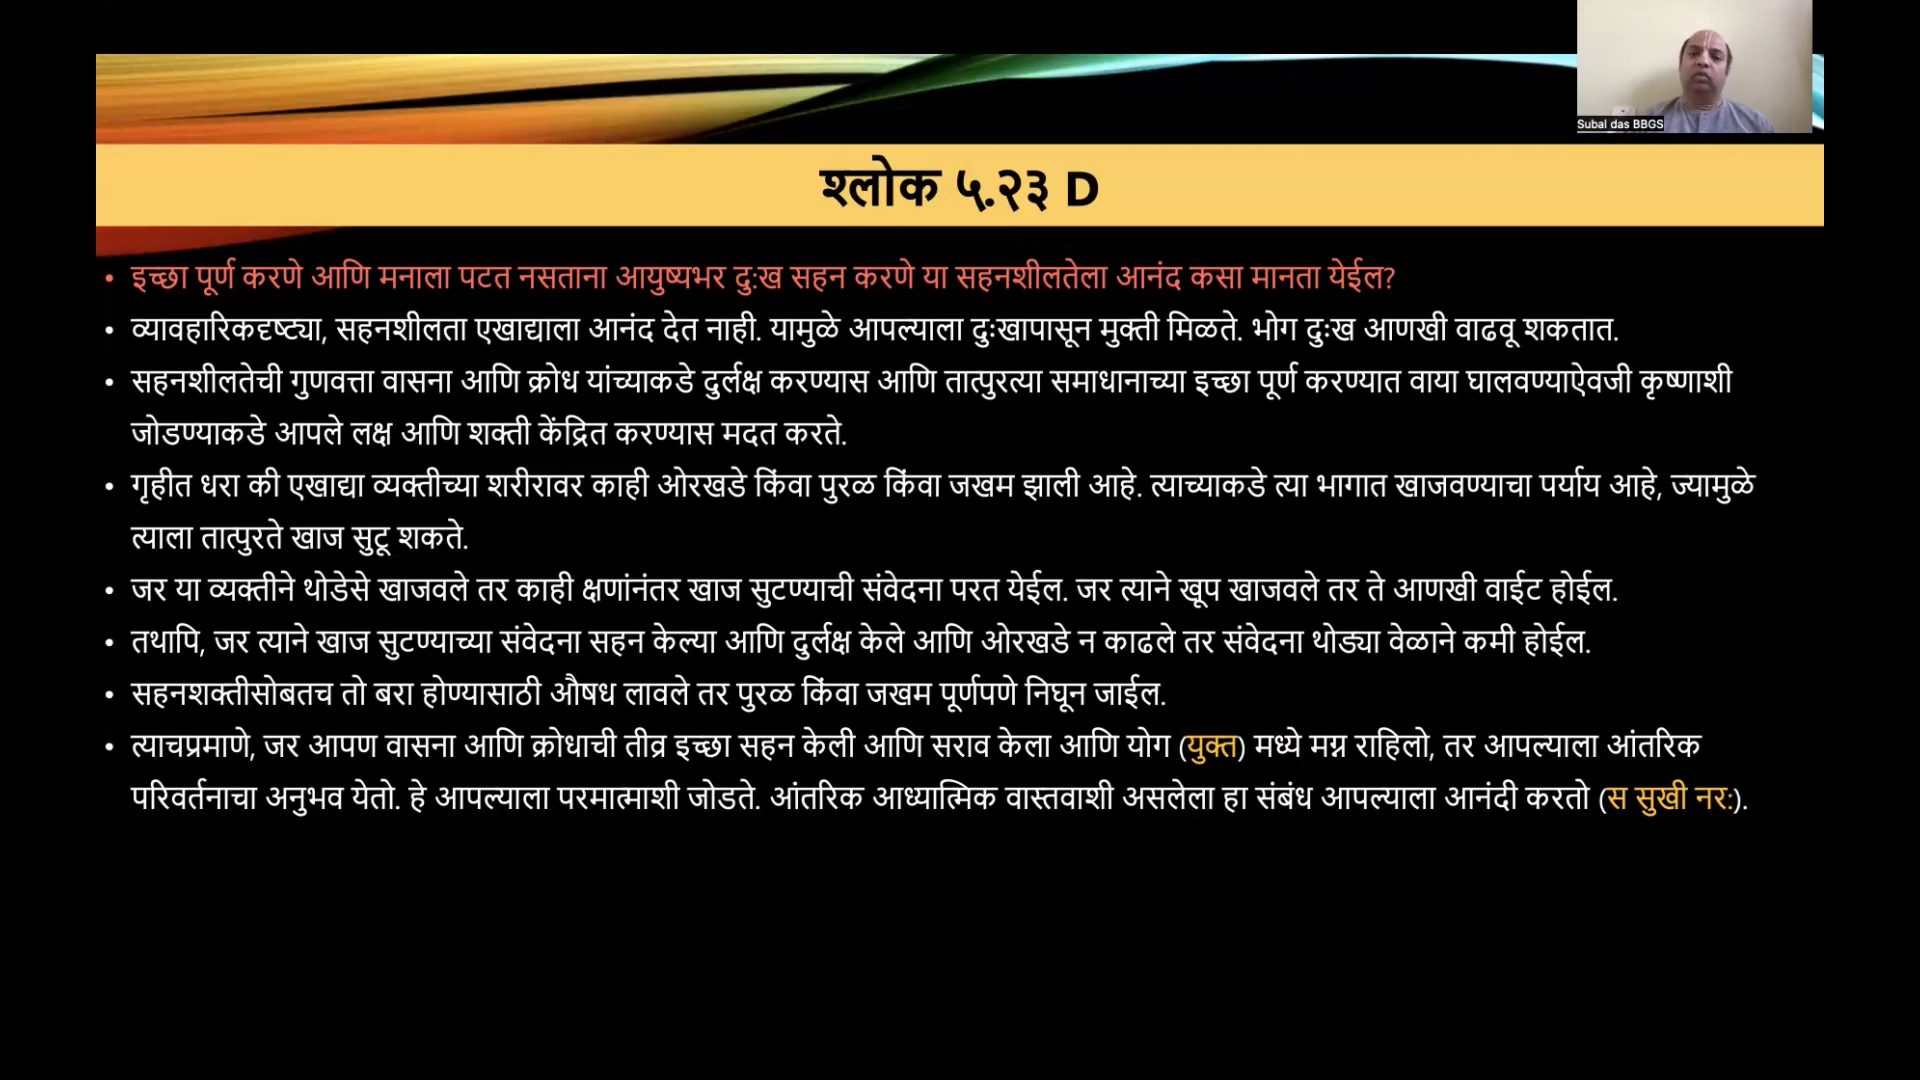 Subal das BBGS
श्लोक ५.२३ D
• इच्छा पूर्ण करणे आणि मनाला पटत नसताना आयुष्यभर दुःख सहन करणे या सहनशीलतेला आनंद कसा मानता येईल?
• व्यावहारिकदृष्ट्या, सहनशीलता एखाद्याला आनंद देत नाही. यामुळे आपल्याला दुःखापासून मुक्ती मिळते. भोग दुःख आणखी वाढवू शकतात.
• सहनशीलतेची गुणवत्ता वासना आणि क्रोध यांच्याकडे दुर्लक्ष करण्यास आणि तात्पुरत्या समाधानाच्या इच्छा पूर्ण करण्यात वाया घालवण्याऐवजी कृष्णाशी
जोडण्याकडे आपले लक्ष आणि शक्ती केंद्रित करण्यास मदत करते.
• गृहीत धरा की एखाद्या व्यक्तीच्या शरीरावर काही ओरखडे किंवा पुरळ किंवा जखम झाली आहे. त्याच्याकडे त्या भागात खाजवण्याचा पर्याय आहे, ज्यामुळे
त्याला तात्पुरते खाज सुटू शकते.
• जर या व्यक्तीने थोडेसे खाजवले तर काही क्षणांनंतर खाज सुटण्याची संवेदना परत येईल. जर त्याने खूप खाजवले तर ते आणखी वाईट होईल.
• तथापि, जर त्याने खाज सुटण्याच्या संवेदना सहन केल्या आणि दुर्लक्ष केले आणि ओरखडे न काढले तर संवेदना थोड्या वेळाने कमी होईल.
• सहनशक्तीसोबतच तो बरा होण्यासाठी औषध लावले तर पुरळ किंवा जखम पूर्णपणे निघून जाईल.
• त्याचप्रमाणे, जर आपण वासना आणि क्रोधाची तीव्र इच्छा सहन केली आणि सराव केला आणि योग (युक्त) मध्ये मग्न राहिलो, तर आपल्याला आंतरिक
परिवर्तनाचा अनुभव येतो. हे आपल्याला परमात्माशी जोडते. आंतरिक आध्यात्मिक वास्तवाशी असलेला हा संबंध आपल्याला आनंदी करतो (स सुखी नर:).